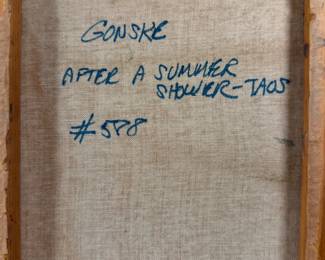 GONSKE
AFTER A SUMMER
SHOWER-TAOS
#578